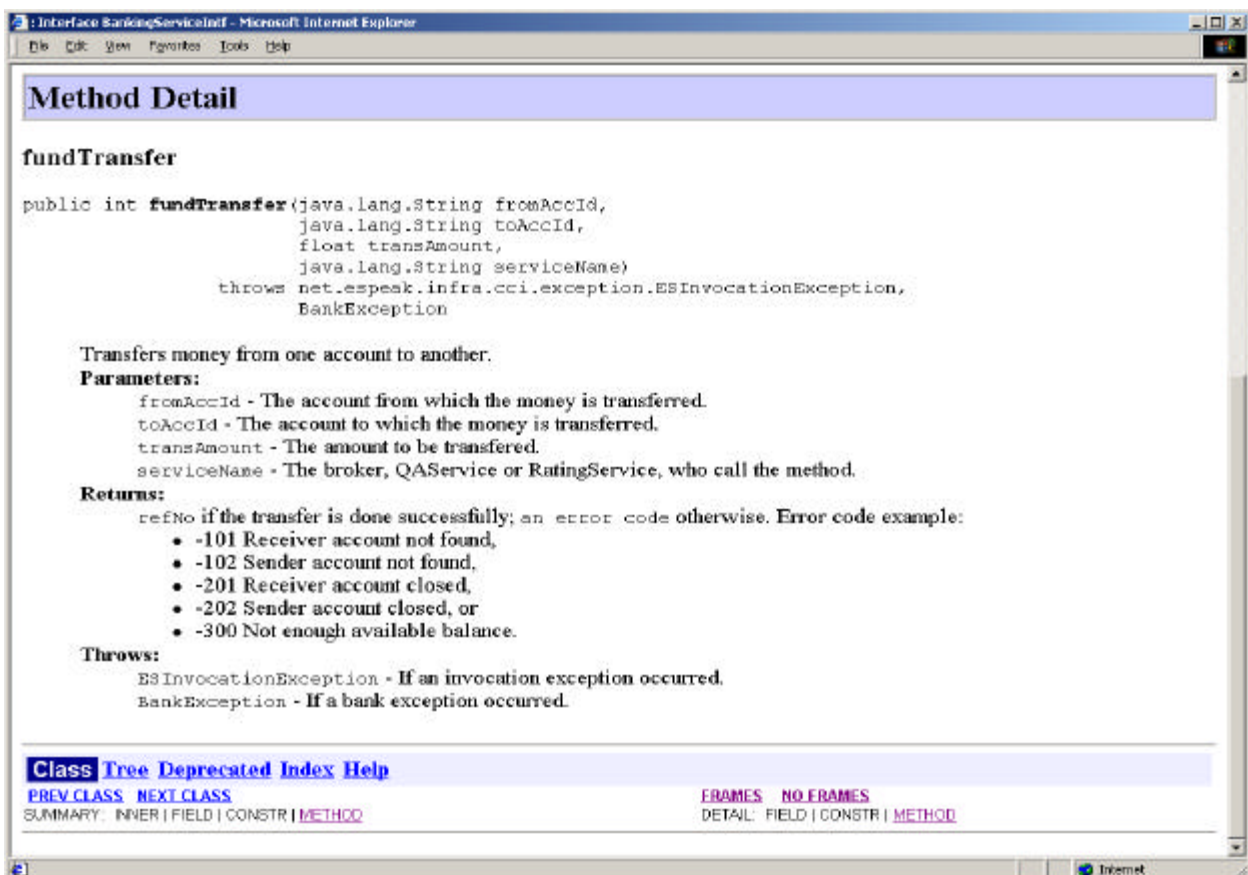 : Interface BankingServiceIntf - Microsoft Internet Explorer
File Edit View Favorites Tools Help
Method Detail
fundTransfer
public int fundTransfer(java.lang.String fromAccId,
java.lang.String toAccId,
float transAmount,
java.lang.String serviceName)
throws net.espeak.infra.cci.exception.ESInvocationException,
BankException
Transfers money from one account to another.
Parameters:
fromAccId - The account from which the money is transferred.
toAccId - The account to which the money is transferred.
transAmount - The amount to be transfered.
serviceName - The broker, QAService or RatingService, who call the method.
Returns:
refNo if the transfer is done successfully; an error code otherwise. Error code example:
• -101 Receiver account not found,
• -102 Sender account not found,
• -201 Receiver account closed,
• -202 Sender account closed, or
• -300 Not enough available balance.
Throws:
ESInvocationException - If an invocation exception occurred.
BankException - If a bank exception occurred.
Class Tree Deprecated Index Help
PREV CLASS NEXT CLASS FRAMES NO FRAMES
SUMMARY: INNER | FIELD | CONSTR | METHOD DETAIL: FIELD | CONSTR | METHOD
Internet